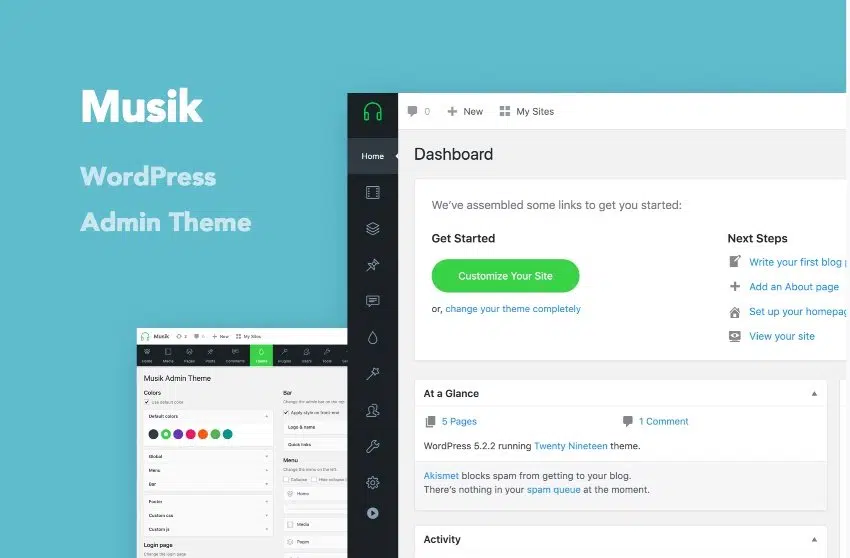 Musik
WordPress
Admin Theme
0
New
My Sites
Home
Dashboard
We've assembled some links to get you started:
Get Started
Customize Your Site
or, change your theme completely
Next Steps
Write your first blog
Add an About page
Set up your homepag
View your site
At a Glance
5 Pages
1 Comment
WordPress 5.2.2 running Twenty Nineteen theme.
Akismet blocks spam from getting to your blog.
There's nothing in your spam queue at the moment.
Activity
Musik
0
New
My Sites
Home
Media
Pages
Posts
Comments
Theme
Plugins
Users
Tools
Musik Admin Theme
Colors
Use default color
Default colors
Global
Menu
Bar
Footer
Custom css
Custom js
Login page
Change the login page
Bar
Change the admin bar on the top
Apply style on front-end
Logo & name
Quick links
Menu
Change the menu on the left
Collapse
Hide collapse
Home
Media
Pages